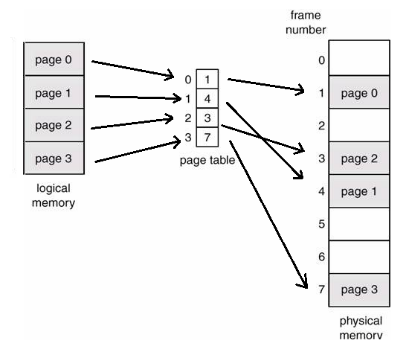 page 0
page 1
page 2
page 3
logical
memory
0 1
1 4
2 3
3 7
page table
frame
number
0
1 page 0
2
3 page 2
4 page 1
5
6
7 page 3
physical
memory